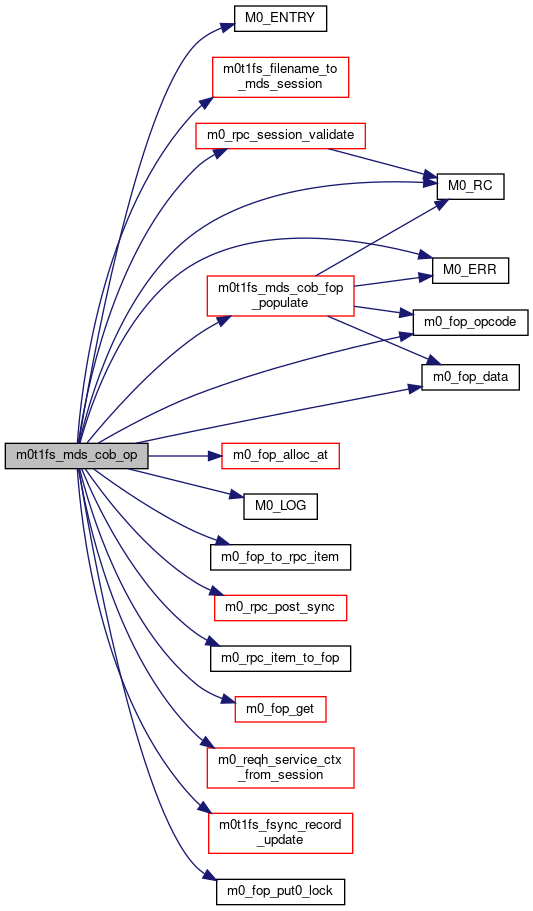 M0_ENTRY
m0t1fs_filename_to
_mds_session
m0_rpc_session_validate
M0_RC
M0_ERR
m0t1fs_mds_cob_fop
_populate
m0_fop_opcode
m0_fop_data
m0t1fs_mds_cob_op
m0_fop_alloc_at
M0_LOG
m0_fop_to_rpc_item
m0_rpc_post_sync
m0_rpc_item_to_fop
m0_fop_get
m0_reqh_service_ctx
_from_session
m0t1fs_fsync_record
_update
m0_fop_put0_lock